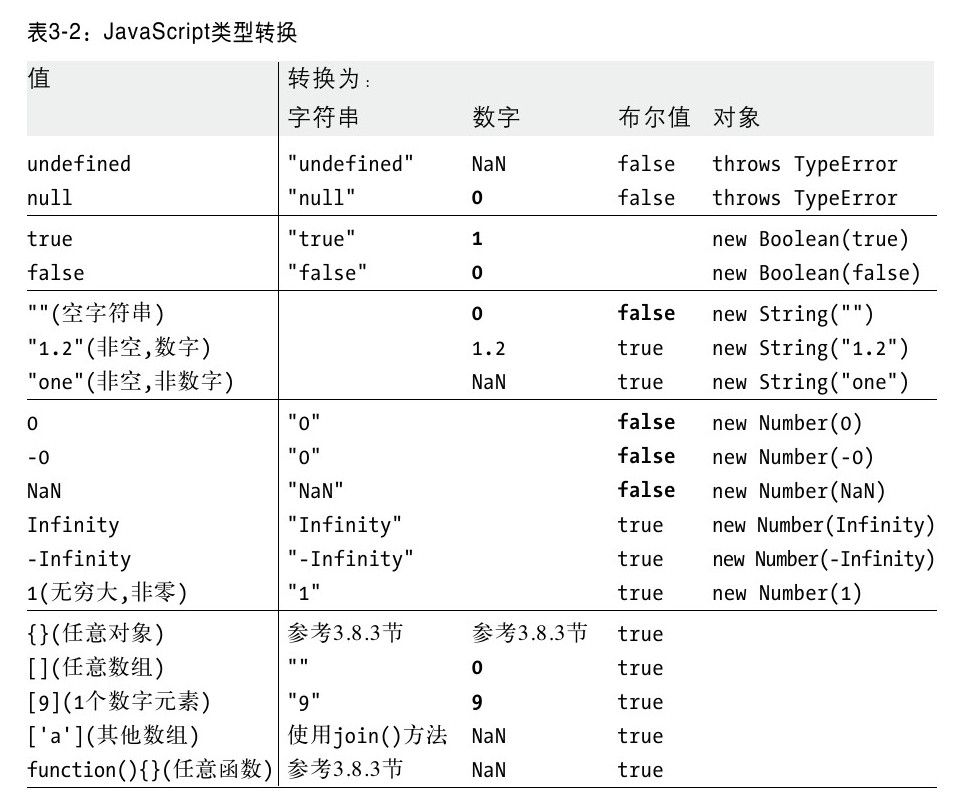 表3-2：JavaScript类型转换
值 转换为：
字符串 数字 布尔值 对象
undefined "undefined" NaN false throws TypeError
null "null" 0 false throws TypeError
true "true" 1 new Boolean(true)
false "false" 0 new Boolean(false)
""(空字符串) 0 false new String("")
"1.2"(非空,数字) 1.2 true new String("1.2")
"one"(非空,非数字) NaN true new String("one")
0 "0" false new Number(0)
-0 "0" false new Number(-0)
NaN "NaN" false new Number(NaN)
Infinity "Infinity" true new Number(Infinity)
-Infinity "-Infinity" true new Number(-Infinity)
1(无穷大,非零) "1" true new Number(1)
{}(任意对象) 参考3.8.3节 参考3.8.3节 true
[](任意数组) "" 0 true
[9](1个数字元素) "9" 9 true
['a'](其他数组) 使用join()方法 NaN true
function(){}(任意函数) 参考3.8.3节 NaN true